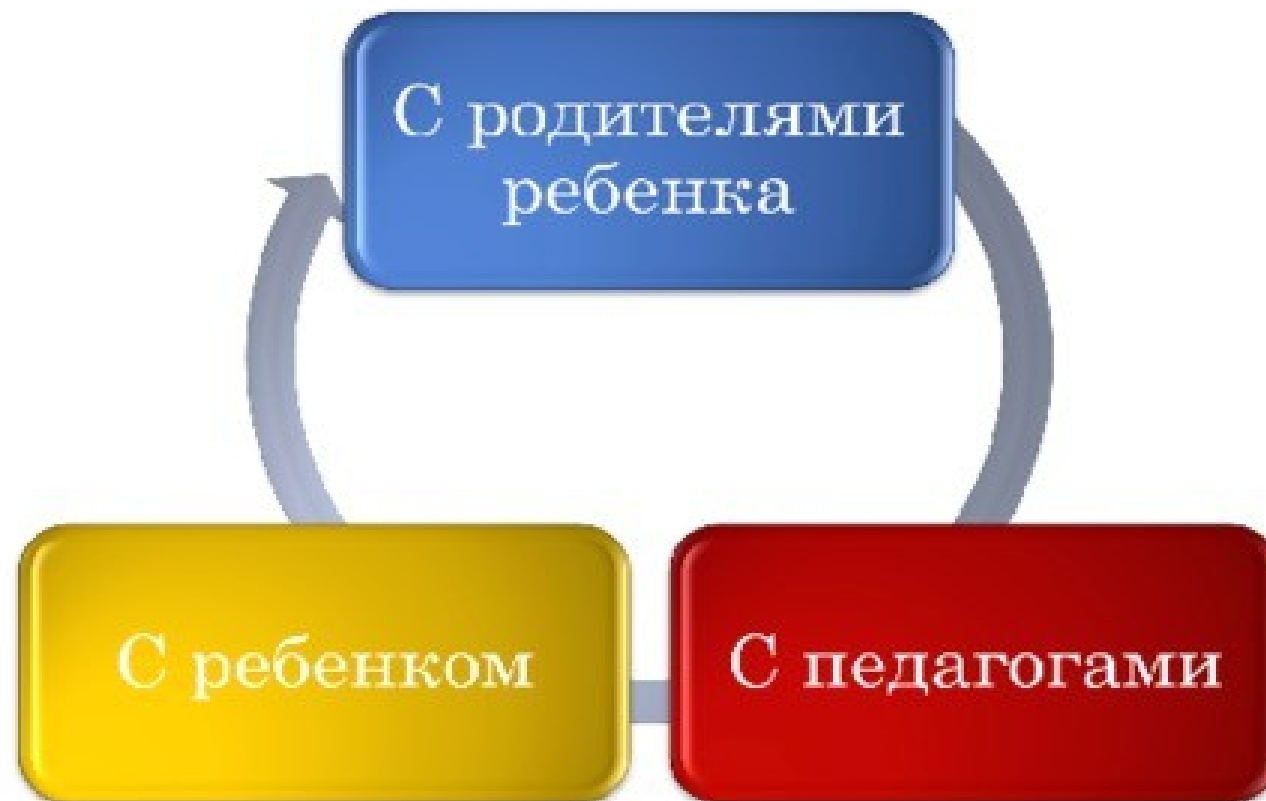 С родителями
ребенка
С ребенком
С педагогами